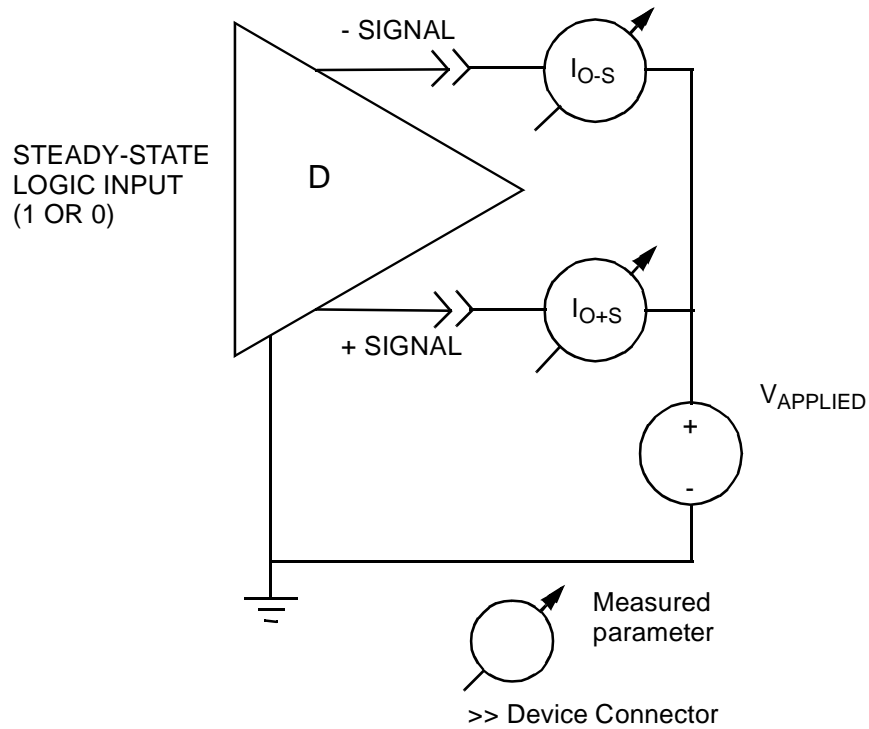 - SIGNAL
I_O-S
STEADY-STATE
LOGIC INPUT
(1 OR 0)
D
I_O+S
+ SIGNAL
V_APPLIED
+
-
Measured
parameter
>> Device Connector